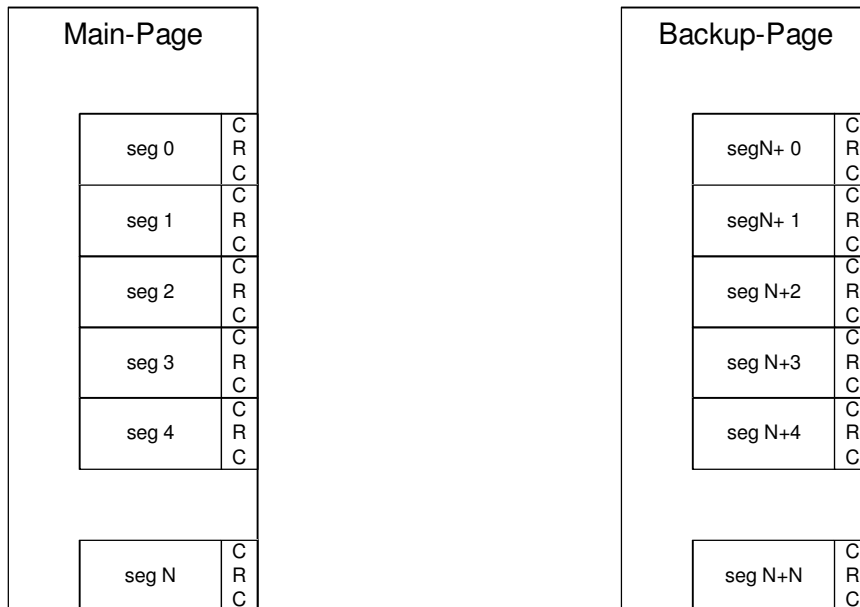 Main-Page
seg 0
C
R
C
seg 1
C
R
C
seg 2
C
R
C
seg 3
C
R
C
seg 4
C
R
C
seg N
C
R
C
Backup-Page
segN+ 0
C
R
C
segN+ 1
C
R
C
seg N+2
C
R
C
seg N+3
C
R
C
seg N+4
C
R
C
seg N+N
C
R
C